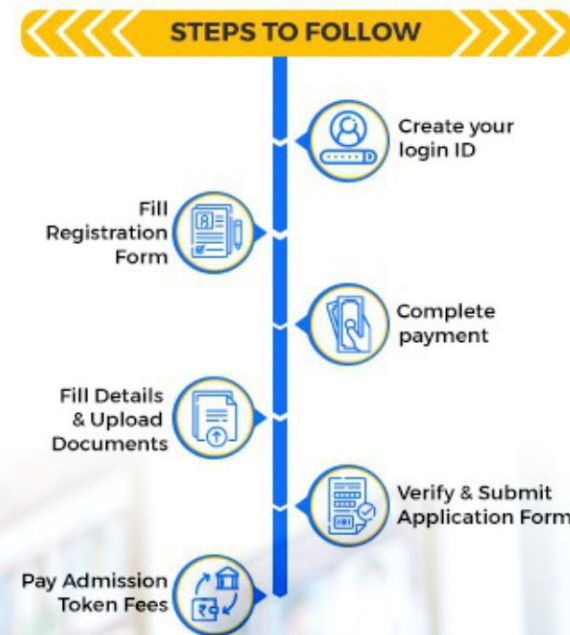 STEPS TO FOLLOW
Create your
login ID
Fill
Registration
Form
Complete
payment
Fill Details
& Upload
Documents
Verify & Submit
Application Form
Pay Admission
Token Fees